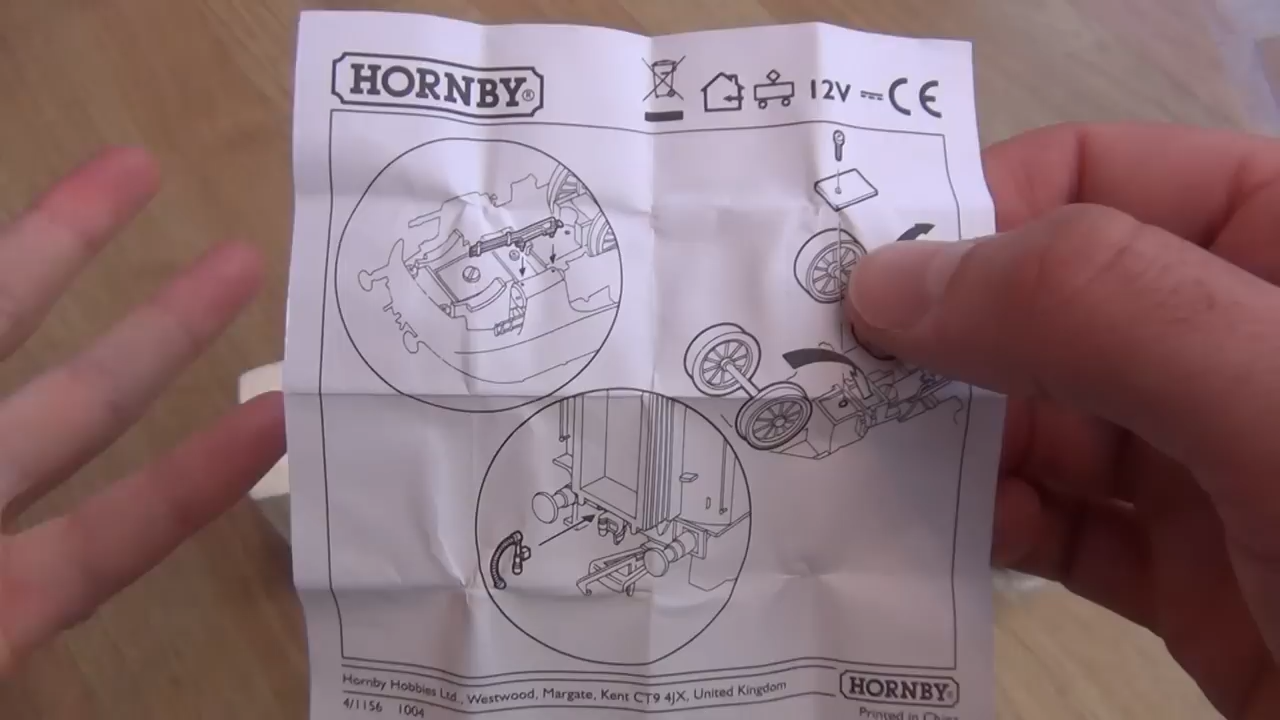 HORNBY®
12V CE
Hornby Hobbies Ltd., Westwood, Margate, Kent CT9 4JX, United Kingdom
4/1156 1004
HORNBY®
Printed in